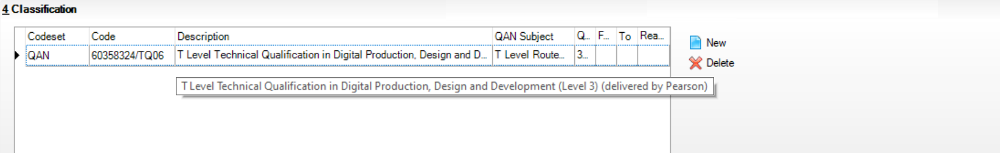 4 Classification
Codeset Code Description QAN Subject Q... F... To Rea...
New
QAN 60358324/TQ06 T Level Technical Qualification in Digital Production, Design and D... T Level Route... 3...
Delete
T Level Technical Qualification in Digital Production, Design and Development (Level 3) (delivered by Pearson)